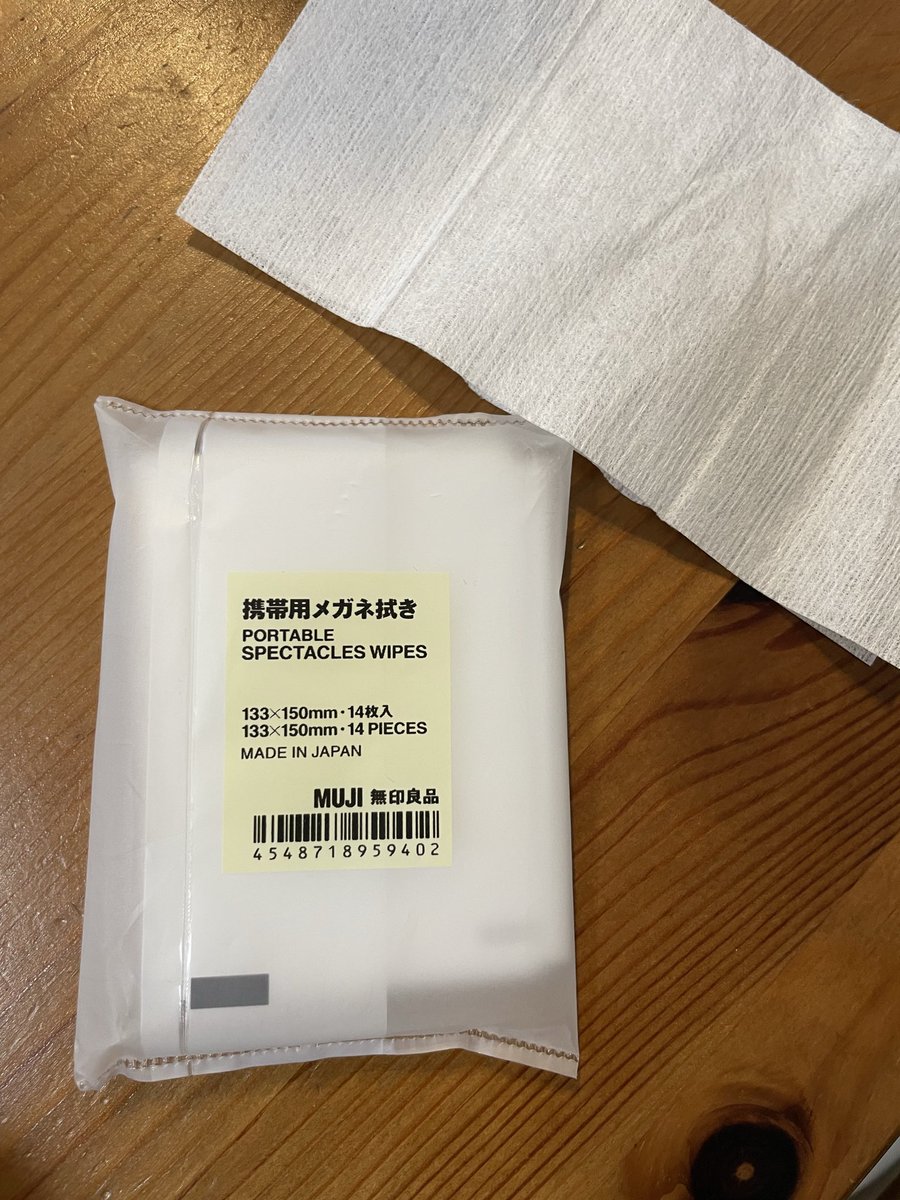 携帯用メガネ拭き
PORTABLE
SPECTACLES WIPES
133×150mm・14枚入
133×150mm・14 PIECES
MADE IN JAPAN
MUJI 無印良品
4548718959402